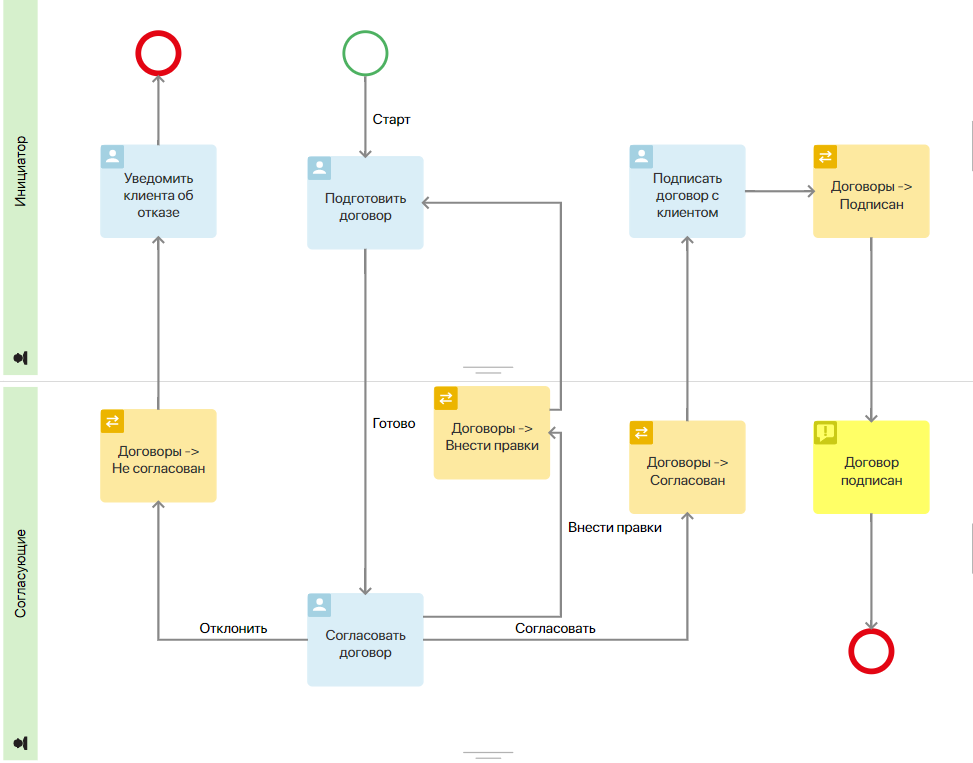 Инициатор
Старт
Уведомить
клиента об
отказе
Подготовить
договор
Подписать
договор с
клиентом
Договоры ->
Подписан
Согласующие
Договоры ->
Не согласован
Готово
Договоры ->
Внести правки
Договоры ->
Согласован
Договор
подписан
Внести правки
Отклонить
Согласовать
договор
Согласовать